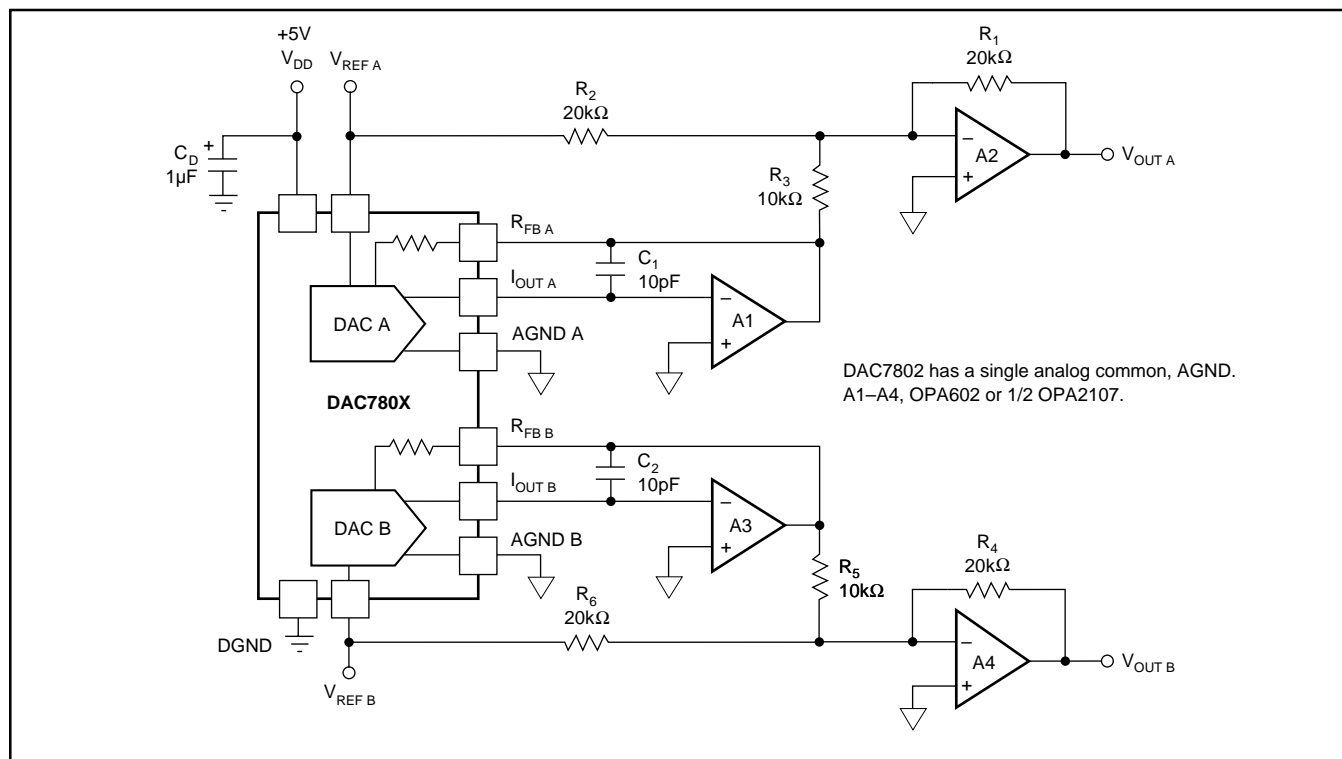 +5V
V_DD
V_REF A
R_1
20kΩ
R_2
20kΩ
C_D
+
1μF
R_3
10kΩ
−
A2
+
V_OUT A
R_FB A
C_1
10pF
I_OUT A
−
A1
+
DAC A
AGND A
DAC7802 has a single analog common, AGND.
A1–A4, OPA602 or 1/2 OPA2107.
DAC780X
R_FB B
C_2
10pF
I_OUT B
−
A3
+
DAC B
AGND B
R_5
10kΩ
R_4
20kΩ
R_6
20kΩ
DGND
−
A4
+
V_OUT B
V_REF B